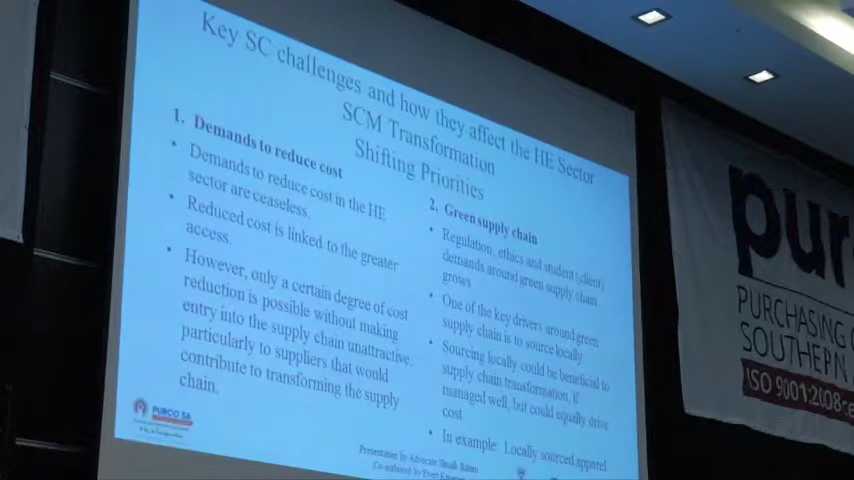 Key SC challenges and how they affect the HE Sector
SCM Transformation
Shifting Priorities
1. Demands to reduce cost
• Demands to reduce cost in the HE
sector are ceaseless.
• Reduced cost is linked to the greater
access.
• However, only a certain degree of cost
reduction is possible without making
entry into the supply chain unattractive,
particularly to suppliers that would
contribute to transforming the supply
chain.
2. Green supply chain
• Regulation, ethics and student (client)
demands around green supply chain
grows
• One of the key drivers around green
supply chain is to source locally
• Sourcing locally could be beneficial to
supply chain transformation, if
managed well, but could equally drive
cost
• In example: Locally sourced apparel
PURCO SA
Presentation by Advocate
Co-authored by
pur
PURCHASING
SOUTHERN
ISO 9001:2008